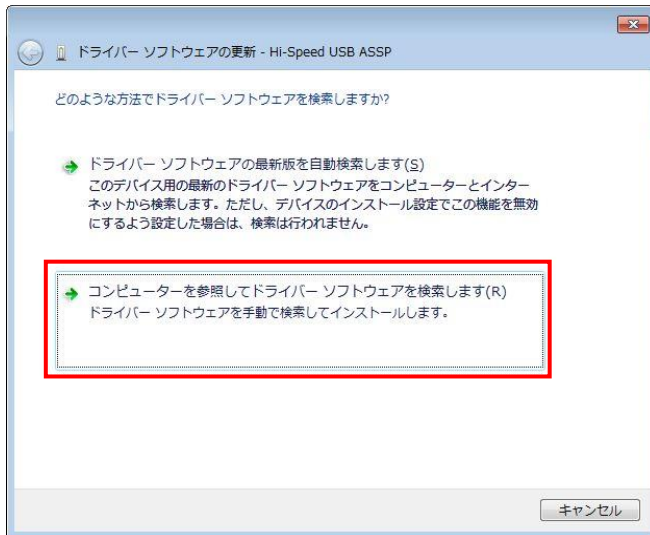 ドライバー ソフトウェアの更新 - Hi-Speed USB ASSP
どのような方法でドライバー ソフトウェアを検索しますか?
ドライバー ソフトウェアの最新版を自動検索します(S)
このデバイス用の最新のドライバー ソフトウェアをコンピューターとインター
ネットから検索します。ただし、デバイスのインストール設定でこの機能を無効
にするよう設定した場合は、検索は行われません。
コンピューターを参照してドライバー ソフトウェアを検索します(R)
ドライバー ソフトウェアを手動で検索してインストールします。
キャンセル